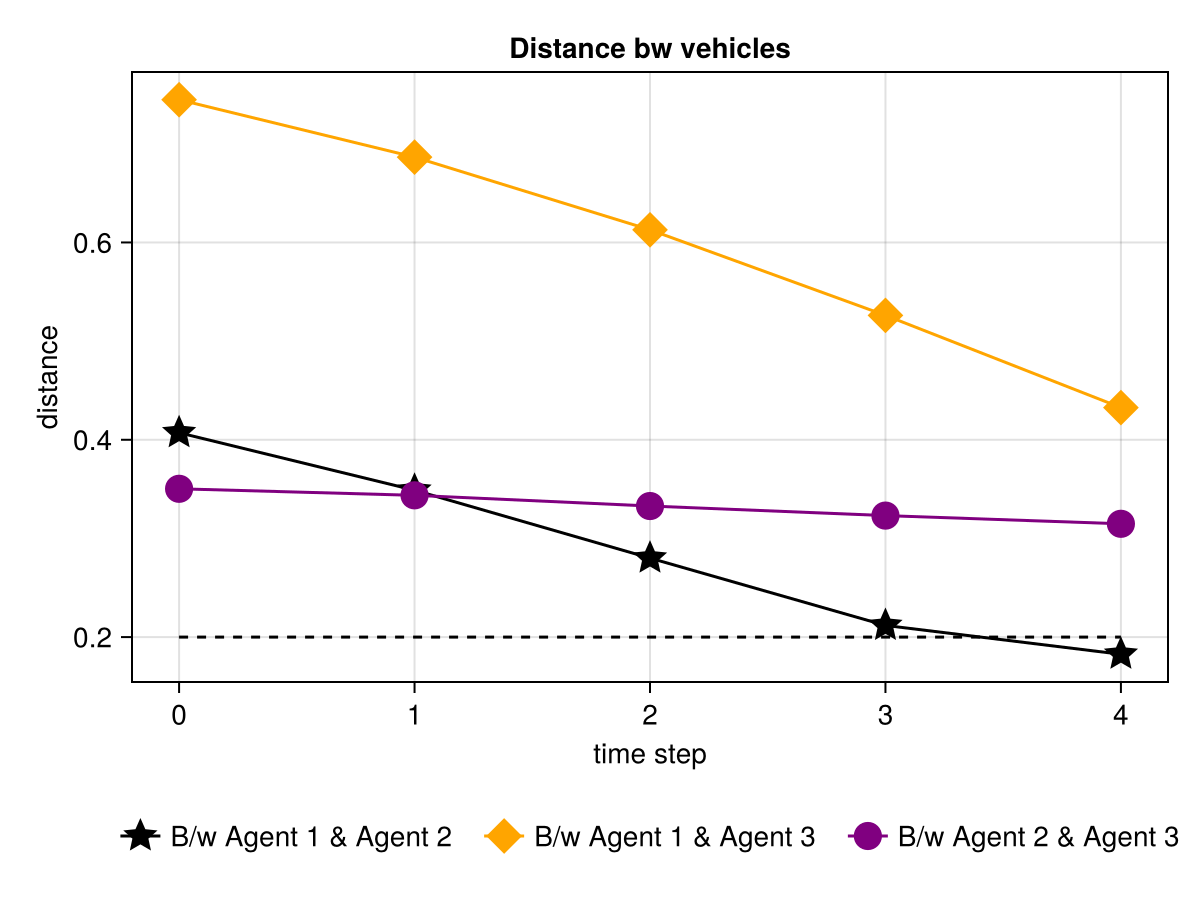 Distance bw vehicles
distance
0.6
0.4
0.2
0 1 2 3 4
time step
B/w Agent 1 & Agent 2 B/w Agent 1 & Agent 3 B/w Agent 2 & Agent 3